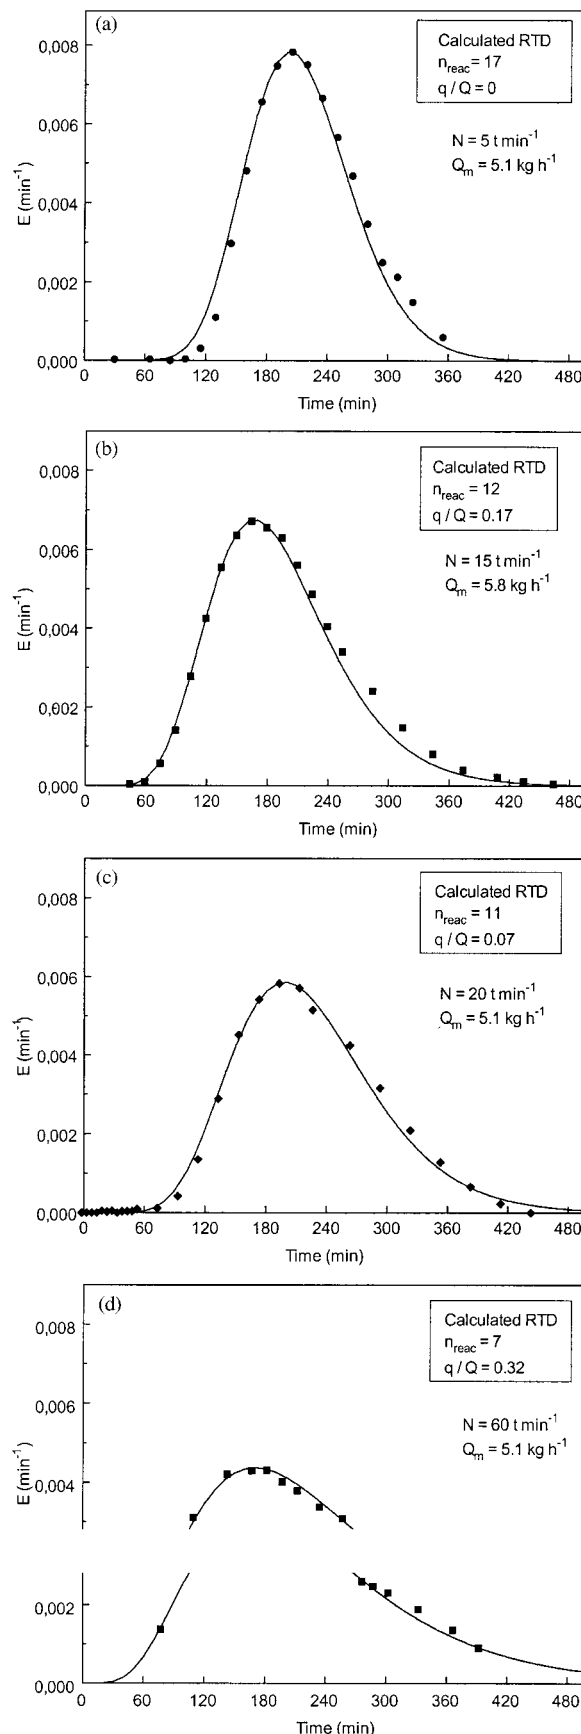 (a)
0,008
0,006
0,004
0,002
0,000
E (min⁻¹)
Calculated RTD
n_reac = 17
q / Q = 0
N = 5 t min⁻¹
Q_m = 5.1 kg h⁻¹
0 60 120 180 240 300 360 420 480
Time (min)
(b)
0,008
0,006
0,004
0,002
0,000
E (min⁻¹)
Calculated RTD
n_reac = 12
q / Q = 0.17
N = 15 t min⁻¹
Q_m = 5.8 kg h⁻¹
0 60 120 180 240 300 360 420 480
Time (min)
(c)
0,008
0,006
0,004
0,002
0,000
E (min⁻¹)
Calculated RTD
n_reac = 11
q / Q = 0.07
N = 20 t min⁻¹
Q_m = 5.1 kg h⁻¹
0 60 120 180 240 300 360 420 480
Time (min)
(d)
0,008
0,006
0,004
0,002
0,000
E (min⁻¹)
Calculated RTD
n_reac = 7
q / Q = 0.32
N = 60 t min⁻¹
Q_m = 5.1 kg h⁻¹
0 60 120 180 240 300 360 420 480
Time (min)